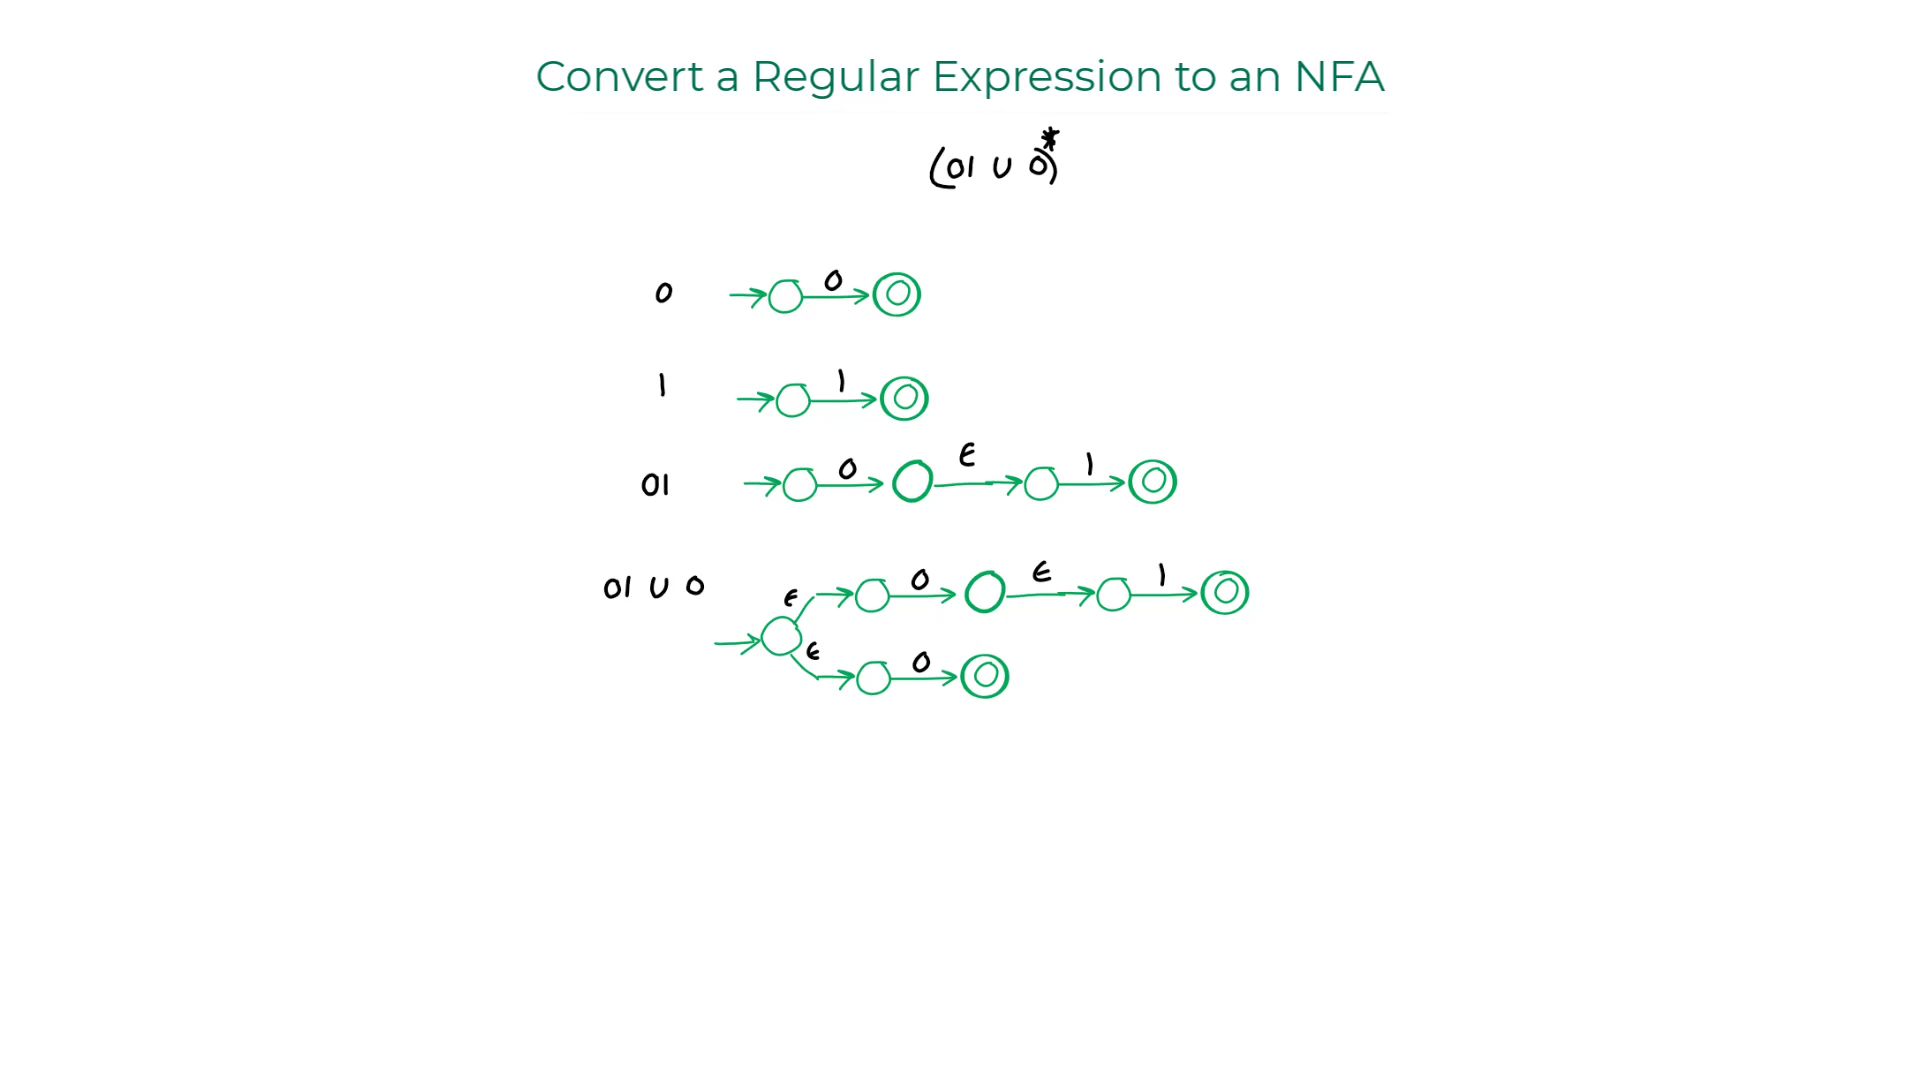 Convert a Regular Expression to an NFA
(01 ∪ 0)*
0 0
1 1
01 0 ε 1
01 ∪ 0 ε 0 ε 1
ε 0